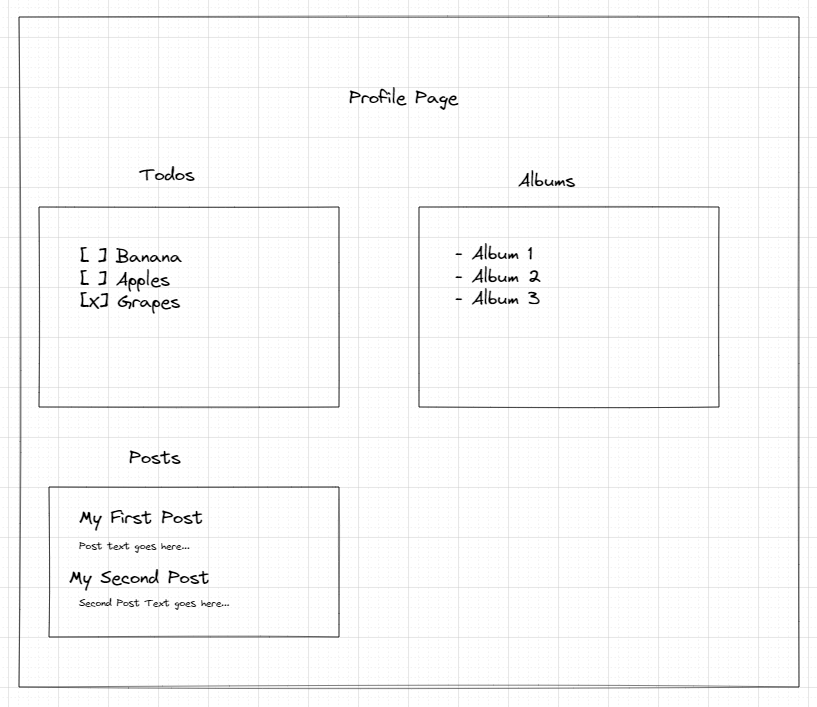 Profile Page
Todos
[ ] Banana
[ ] Apples
[x] Grapes
Albums
- Album 1
- Album 2
- Album 3
Posts
My First Post
Post text goes here...
My Second Post
Second Post Text goes here...